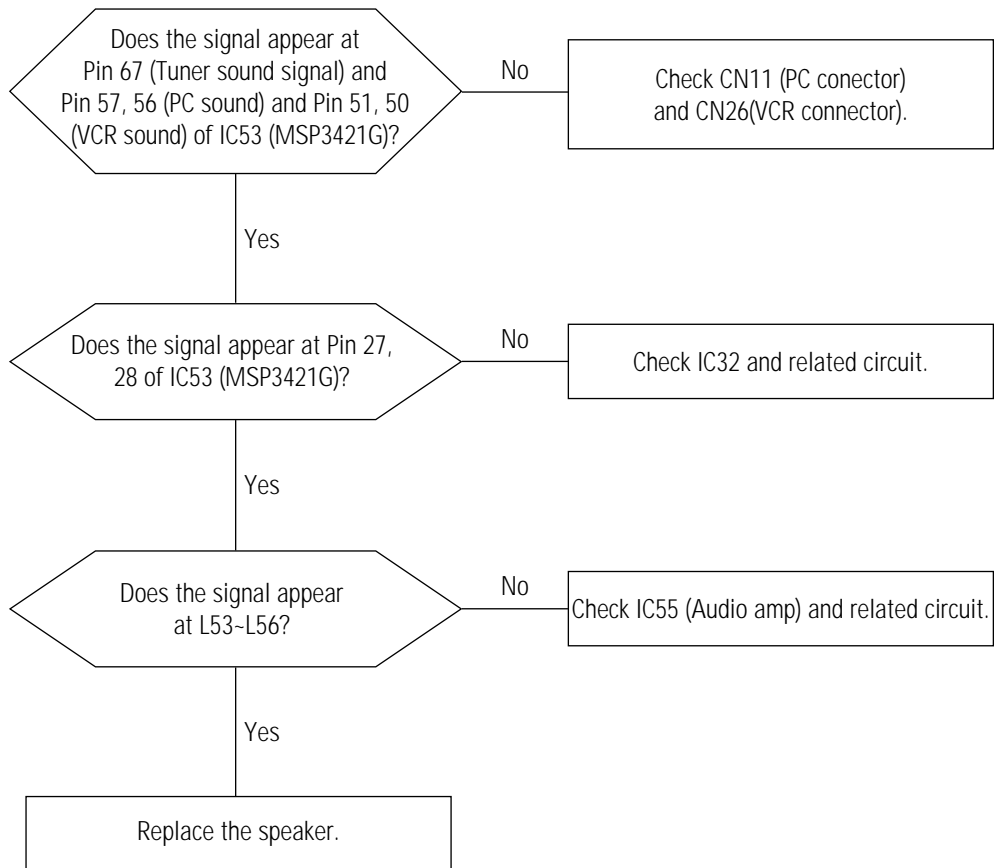 Does the signal appear at
Pin 67 (Tuner sound signal) and
Pin 57, 56 (PC sound) and Pin 51, 50
(VCR sound) of IC53 (MSP3421G)?
No
Check CN11 (PC conector)
and CN26(VCR connector).
Yes
Does the signal appear at Pin 27,
28 of IC53 (MSP3421G)?
No
Check IC32 and related circuit.
Yes
Does the signal appear
at L53~L56?
No
Check IC55 (Audio amp) and related circuit.
Yes
Replace the speaker.